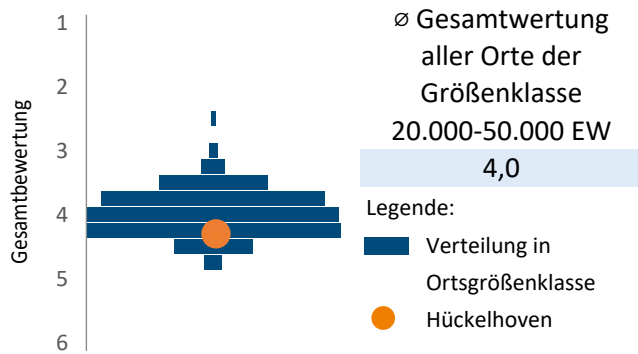 Gesamtbewertung
1
2
3
4
5
6
⌀ Gesamtwertung
aller Orte der
Größenklasse
20.000-50.000 EW
4,0
Legende:
Verteilung in
Ortsgrößenklasse
Hückelhoven